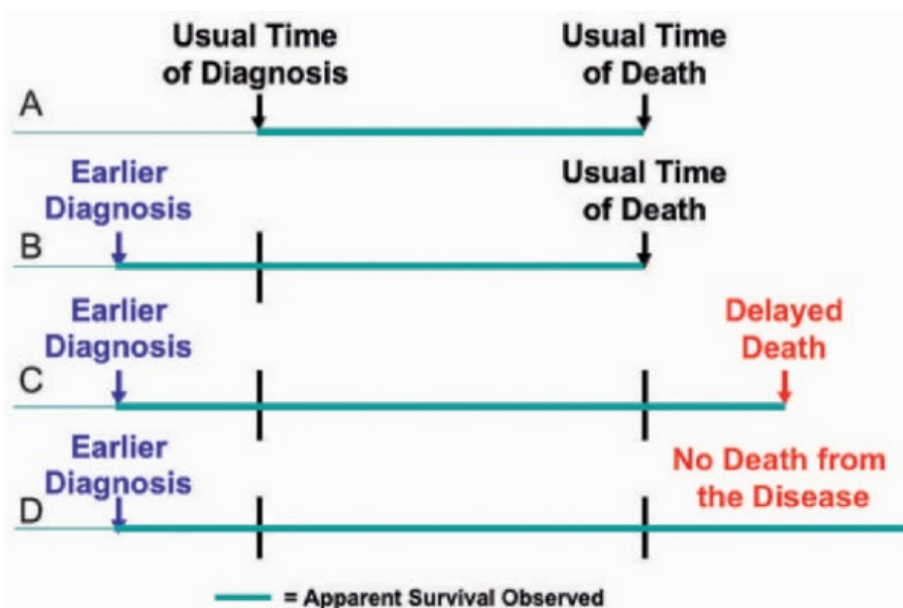 Usual Time
of Diagnosis
Usual Time
of Death
A
Earlier
Diagnosis
Usual Time
of Death
B
Earlier
Diagnosis
Delayed
Death
C
Earlier
Diagnosis
No Death from
the Disease
D
= Apparent Survival Observed